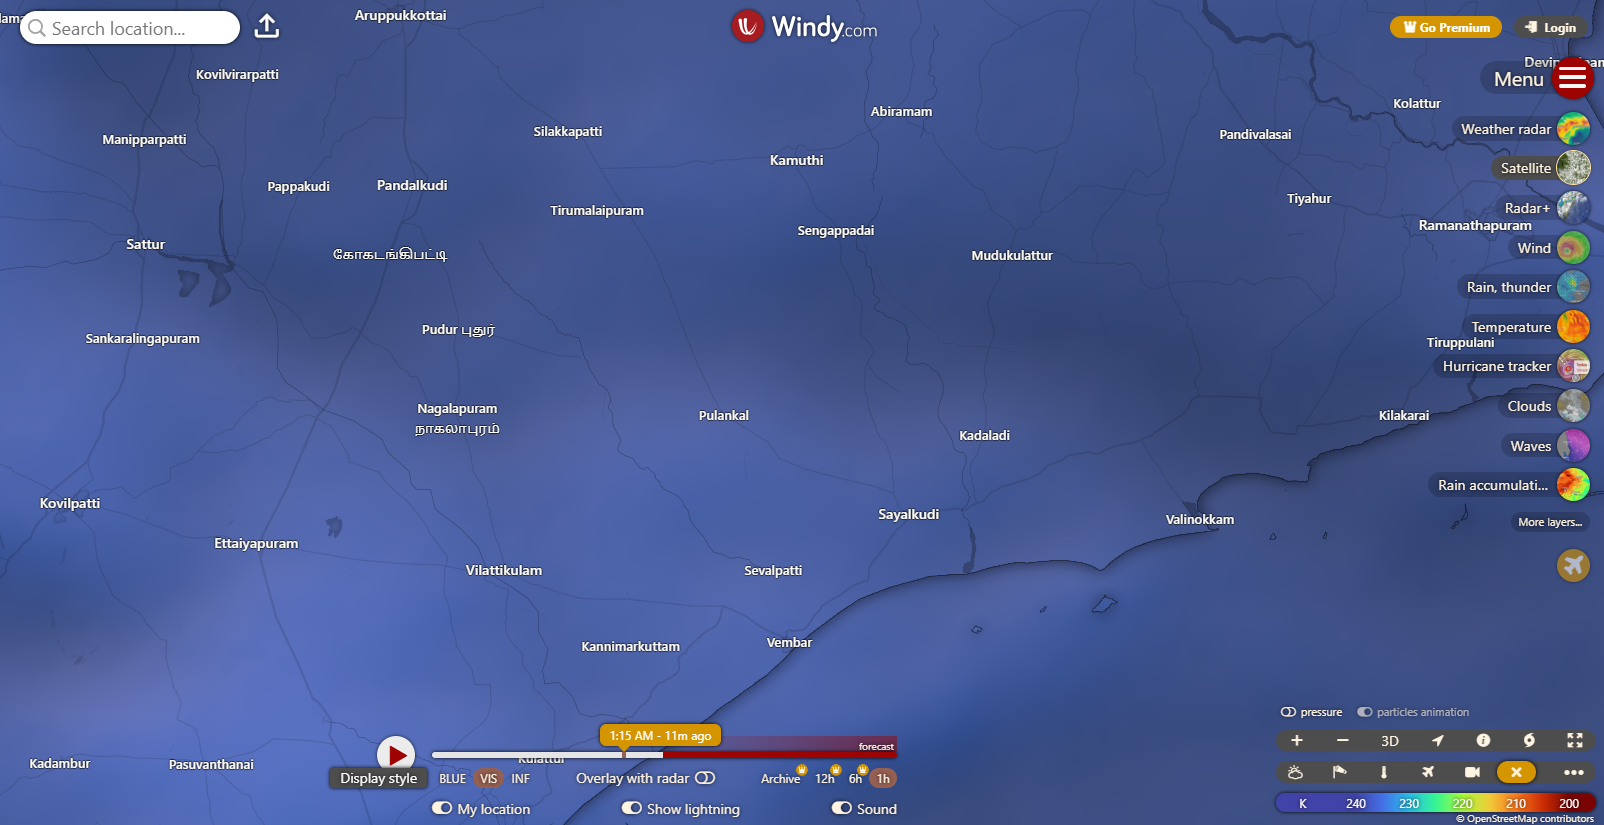 Aruppukkottai
Search location...
Windy.com
Go Premium
Login
Kovilvirarpatti
Menu
Kolattur
Abiramam
Weather radar
Silakkapatti
Pandivalasai
Manipparpatti
Kamuthi
Satellite
Pappakudi
Pandalkudi
Tiyahur
Radar+
Tirumalaipuram
Ramanathapuram
Sengappadai
Sattur
Wind
கோகடங்கிபட்டி
Mudukulattur
Rain, thunder
Pudur புதுர்
Temperature
Sankaralingapuram
Tiruppulani
Hurricane tracker
Nagalapuram
நாகலாபுரம்
Clouds
Pulankal
Kilakarai
Kadaladi
Waves
Rain accumulati...
Kovilpatti
Sayalkudi
Valinokkam
More layers...
Ettaiyapuram
Vilattikulam
Sevalpatti
Kannimarkuttam
Vembar
pressure
particles animation
1:15 AM - 11m ago
forecast
3D
Kadambur
Pasuvanthanai
Display style
BLUE
VIS
INF
Overlay with radar
Archive
12h
6h
1h
My location
Show lightning
Sound
K 240 230 220 210 200
© OpenStreetMap contributors